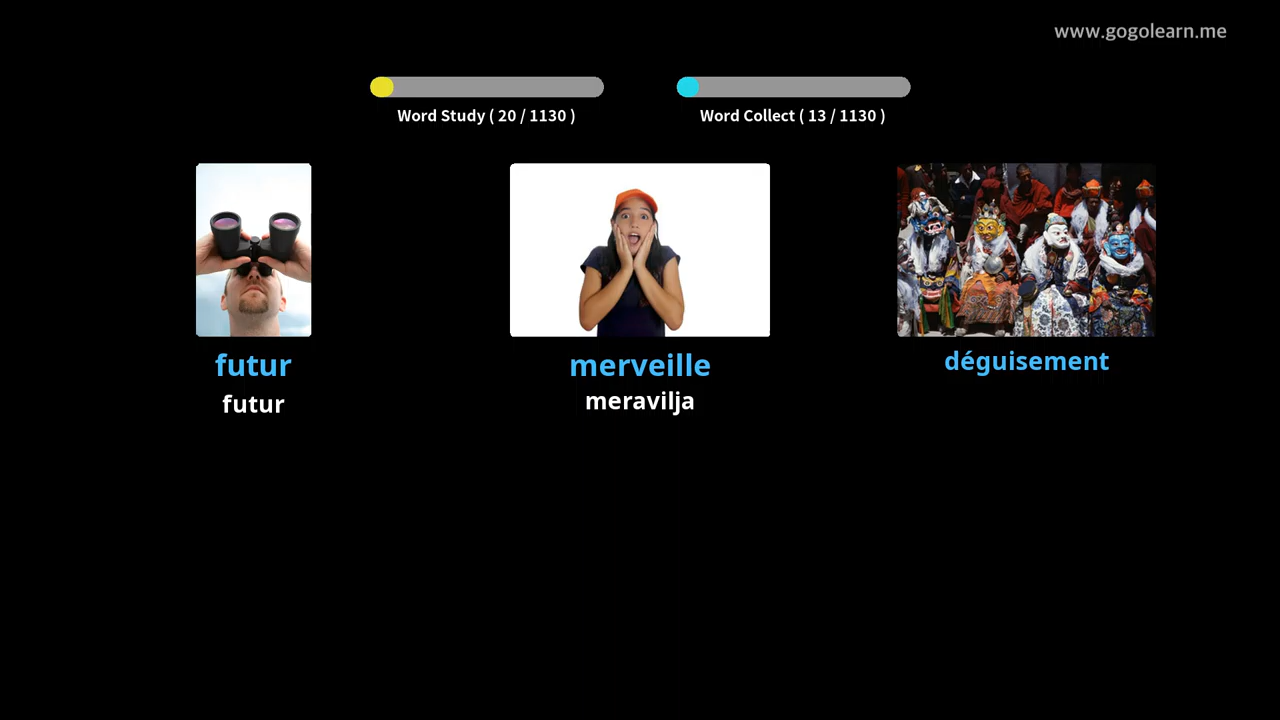 www.gogolearn.me
Word Study ( 20 / 1130 )
Word Collect ( 13 / 1130 )
futur
futur
merveille
meravilja
déguisement